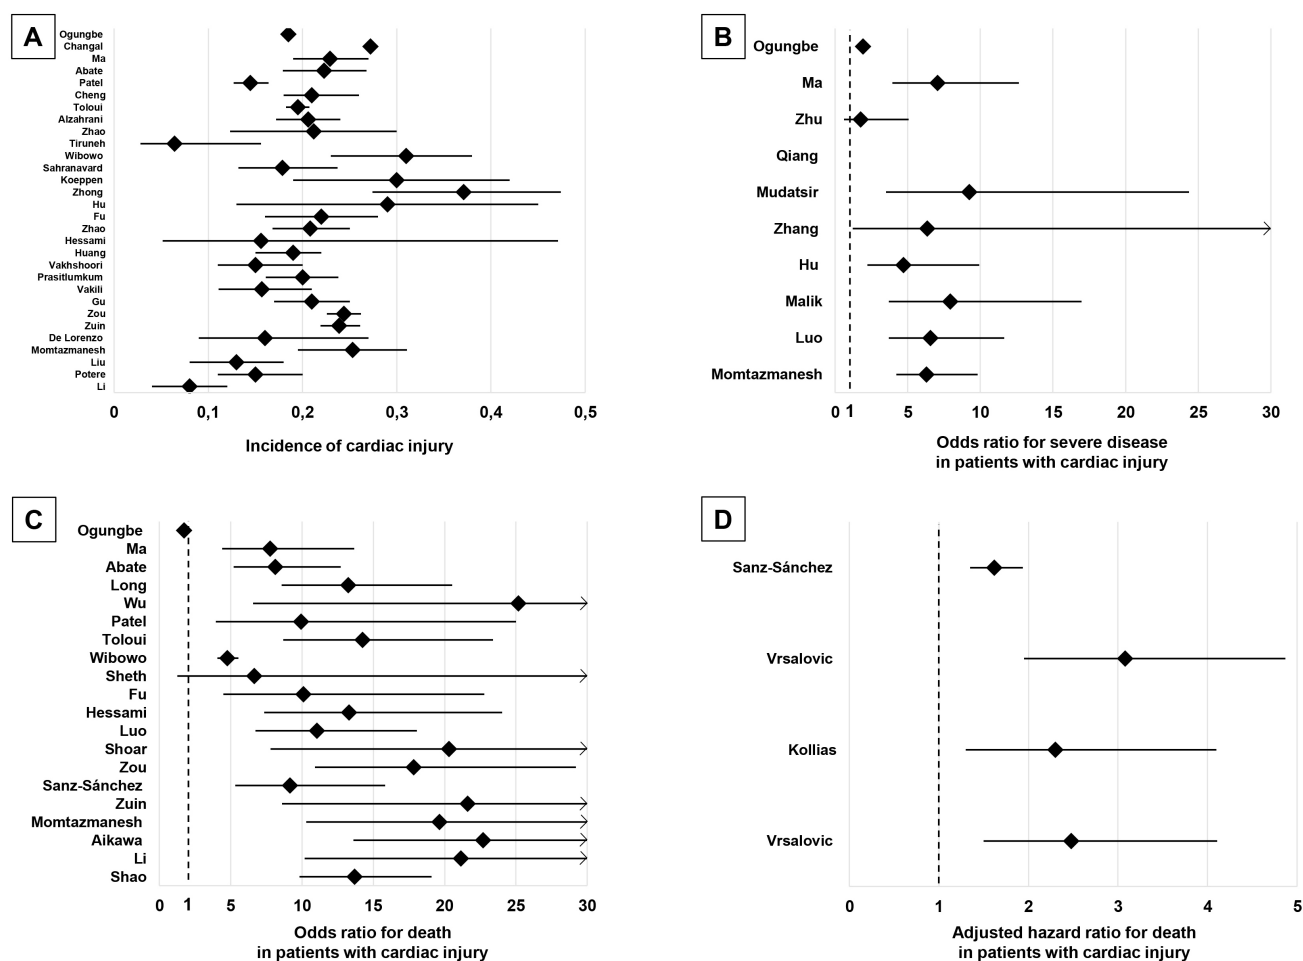 A
Ogungbe
Changal
Ma
Abate
Patel
Cheng
Toloui
Alzahrani
Zhao
Tiruneh
Wibowo
Sahranavard
Koeppen
Zhong
Hu
Fu
Zhao
Hessami
Huang
Vakhshoori
Prasitlumkum
Vakili
Gu
Zou
Zuin
De Lorenzo
Momtazmanesh
Liu
Potere
Li
0 0,1 0,2 0,3 0,4 0,5
Incidence of cardiac injury
B
Ogungbe
Ma
Zhu
Qiang
Mudatsir
Zhang
Hu
Malik
Luo
Momtazmanesh
0 1 5 10 15 20 25 30
Odds ratio for severe disease
in patients with cardiac injury
C
Ogungbe
Ma
Abate
Long
Wu
Patel
Toloui
Wibowo
Sheth
Fu
Hessami
Luo
Shoar
Zou
Sanz-Sánchez
Zuin
Momtazmanesh
Aikawa
Li
Shao
0 1 5 10 15 20 25 30
Odds ratio for death
in patients with cardiac injury
D
Sanz-Sánchez
Vrsalovic
Kollias
Vrsalovic
0 1 2 3 4 5
Adjusted hazard ratio for death
in patients with cardiac injury